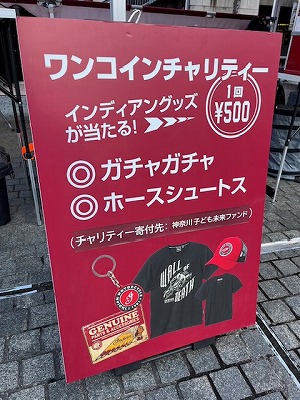 ワンコインチャリティー
1回
¥500
インディアングッズ
が当たる!
◎ ガチャガチャ
◎ ホースシュートス
(チャリティー寄付先:神奈川子ども未来ファンド)
WALL
OF
DEATH
GENUINE